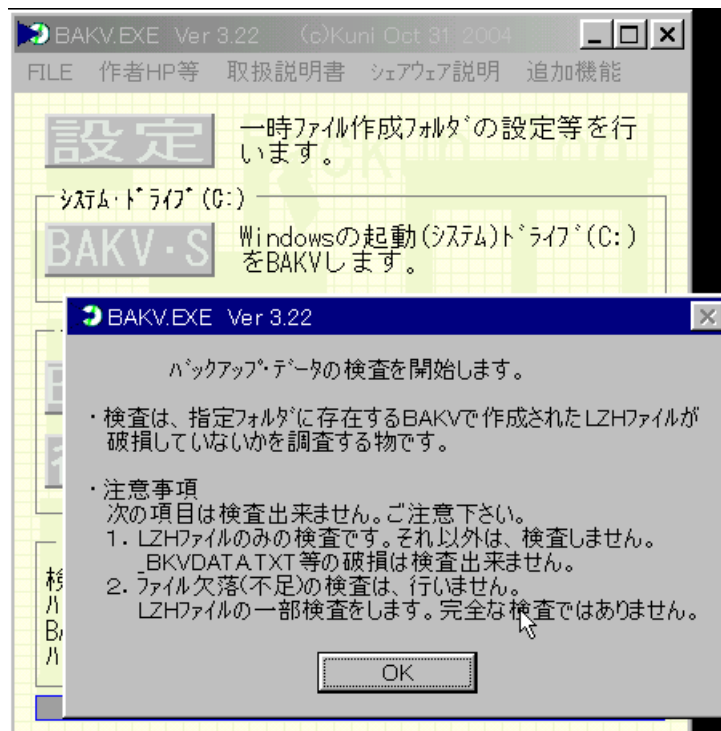 BAKV.EXE Ver 3.22 (c)Kuni Oct 31 2004
FILE 作者HP等 取扱説明書 シェアウェア説明 追加機能
設定
一時ファイル作成フォルダの設定等を行
います。
システム・ドライブ(C:)
BAKV・S
Windowsの起動(システム)ドライブ(C:)
をBAKVします。
BAKV.EXE Ver 3.22
バックアップ・データの検査を開始します。
・検査は、指定フォルダに存在するBAKVで作成されたLZHファイルが
破損していないかを調査する物です。
・注意事項
次の項目は検査出来ません。ご注意下さい。
1. LZHファイルのみの検査です。それ以外は、検査しません。
_BKVDATA.TXT等の破損は検査出来ません。
2. ファイル欠落(不足)の検査は、行いません。
LZHファイルの一部検査をします。完全な検査ではありません。
OK